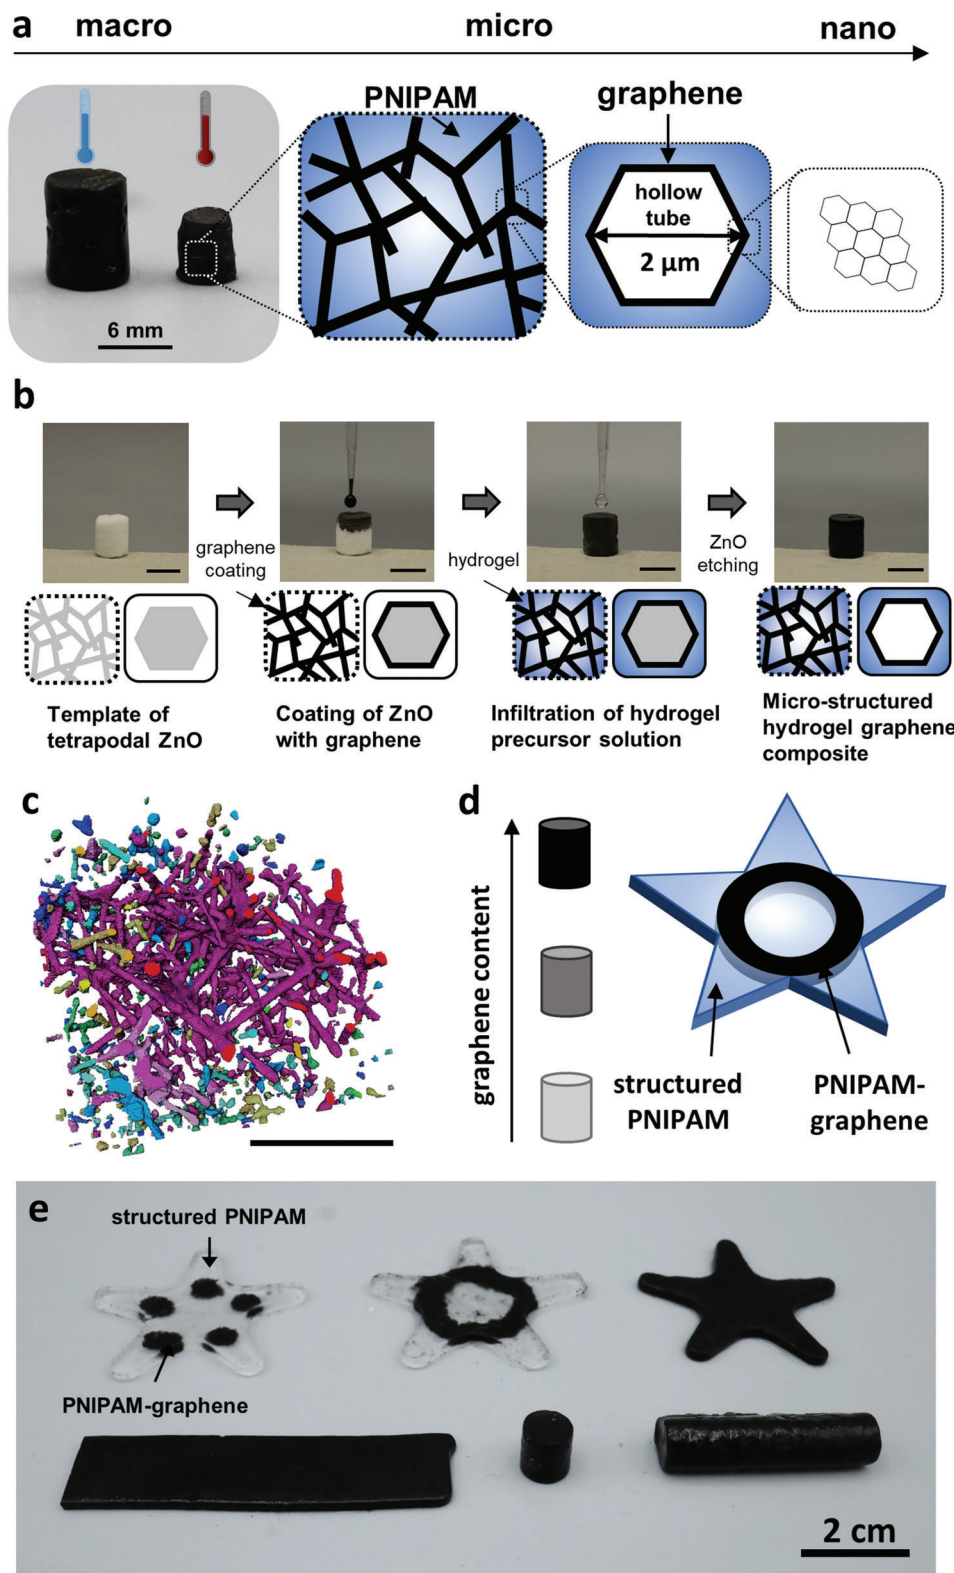 a
macro
micro
nano
PNIPAM
graphene
hollow
tube
2 μm
6 mm
b
graphene
coating
hydrogel
ZnO
etching
Template of
tetrapodal ZnO
Coating of ZnO
with graphene
Infiltration of hydrogel
precursor solution
Micro-structured
hydrogel graphene
composite
c
d
graphene content
structured
PNIPAM
PNIPAM-
graphene
e
structured PNIPAM
PNIPAM-graphene
2 cm